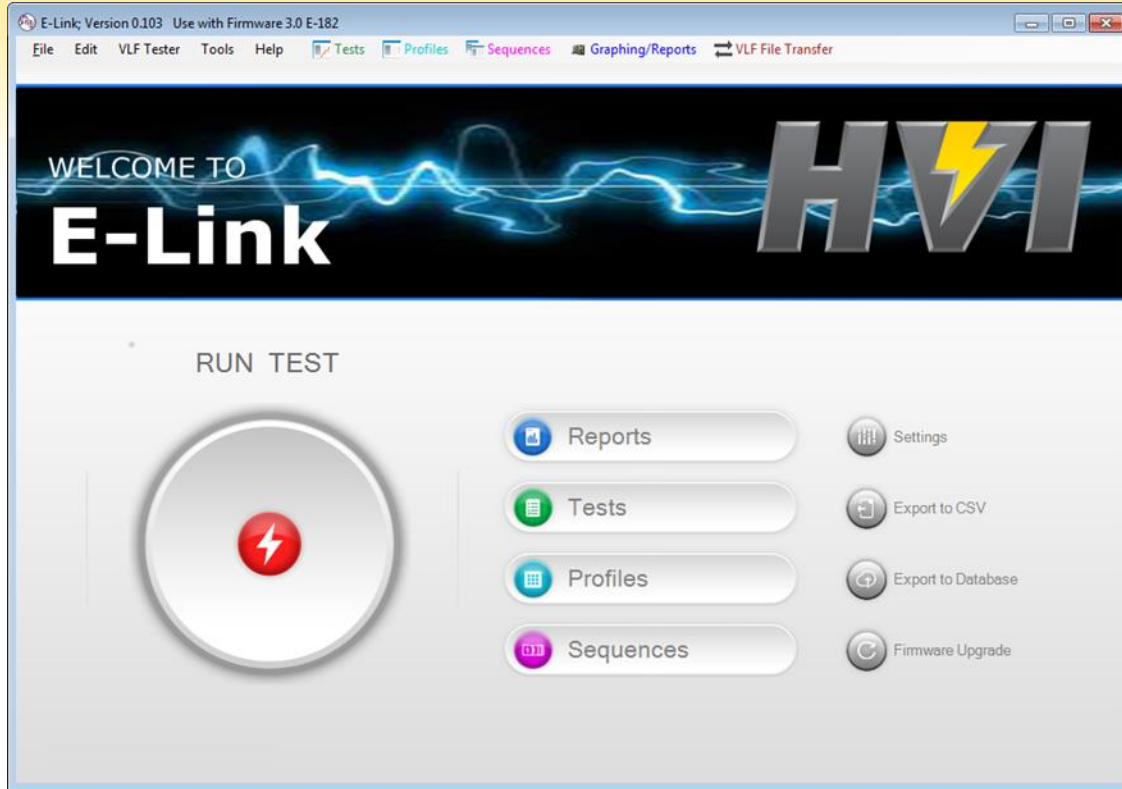 E-Link; Version 0.103 Use with Firmware 3.0 E-182
File Edit VLF Tester Tools Help Tests Profiles Sequences Graphing/Reports VLF File Transfer
WELCOME TO
E-Link
HVI
RUN TEST
Reports
Settings
Tests
Export to CSV
Profiles
Export to Database
Sequences
Firmware Upgrade